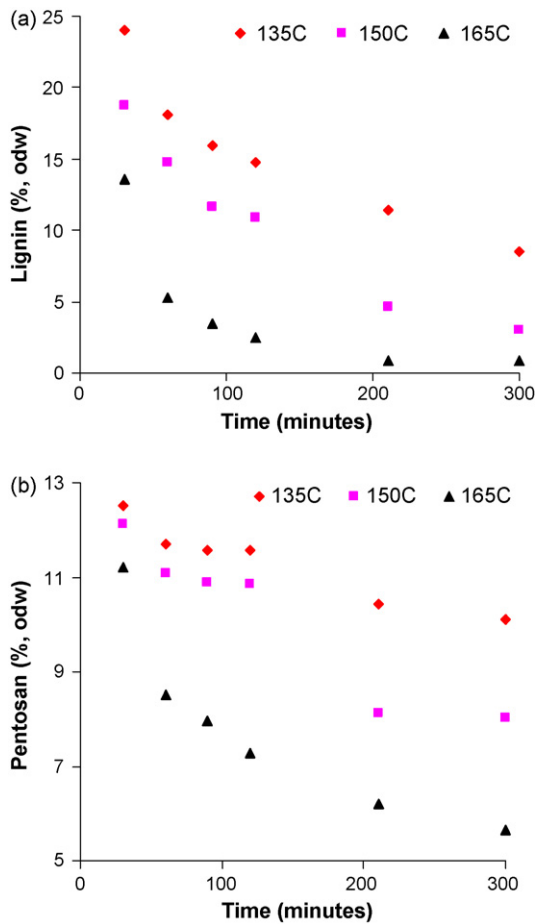 (a)
135C 150C 165C
25
20
15
10
5
0
Lignin (%, odw)
0 100 200 300
Time (minutes)
(b)
135C 150C 165C
13
11
9
7
5
Pentosan (%, odw)
0 100 200 300
Time (minutes)